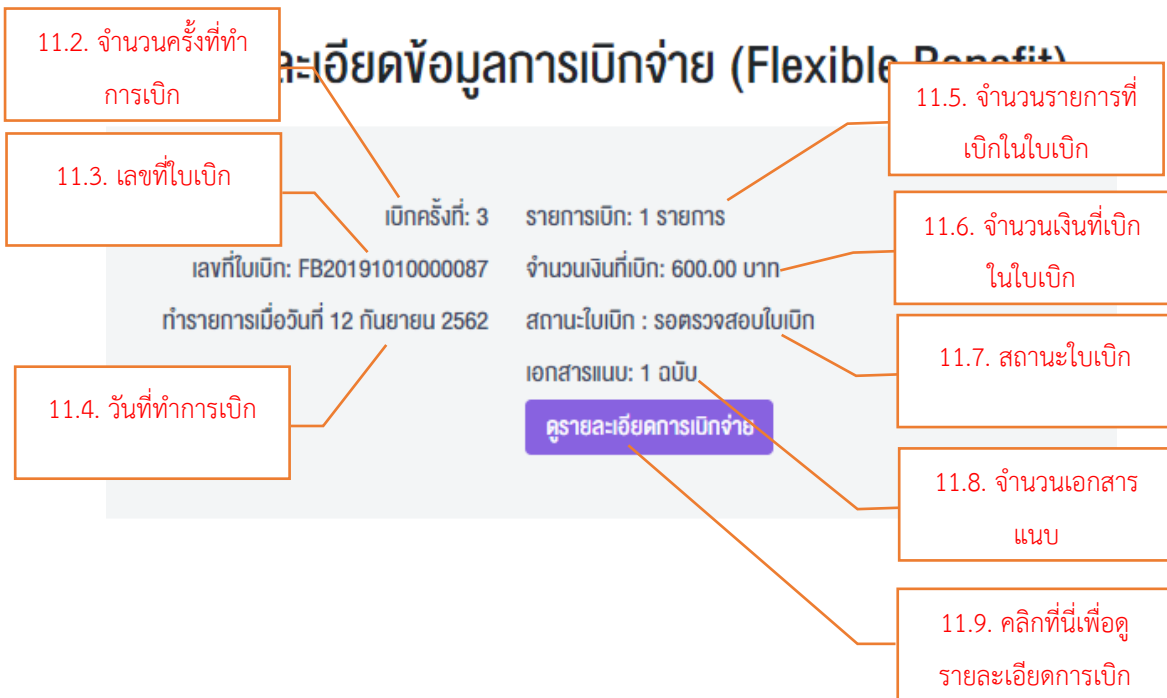 11.2. จำนวนครั้งที่ทำ
การเบิก
ละเอียดข้อมูลการเบิกจ่าย (Flexible Benefit)
11.5. จำนวนรายการที่
เบิกในใบเบิก
11.3. เลขที่ใบเบิก
เบิกครั้งที่: 3
รายการเบิก: 1 รายการ
11.6. จำนวนเงินที่เบิก
ในใบเบิก
เลขที่ใบเบิก: FB20191010000087
จำนวนเงินที่เบิก: 600.00 บาท
ทำรายการเมื่อวันที่ 12 กันยายน 2562
สถานะใบเบิก : รอตรวจสอบใบเบิก
11.7. สถานะใบเบิก
เอกสารแนบ: 1 ฉบับ
11.4. วันที่ทำการเบิก
ดูรายละเอียดการเบิกจ่าย
11.8. จำนวนเอกสาร
แนบ
11.9. คลิกที่นี่เพื่อดู
รายละเอียดการเบิก